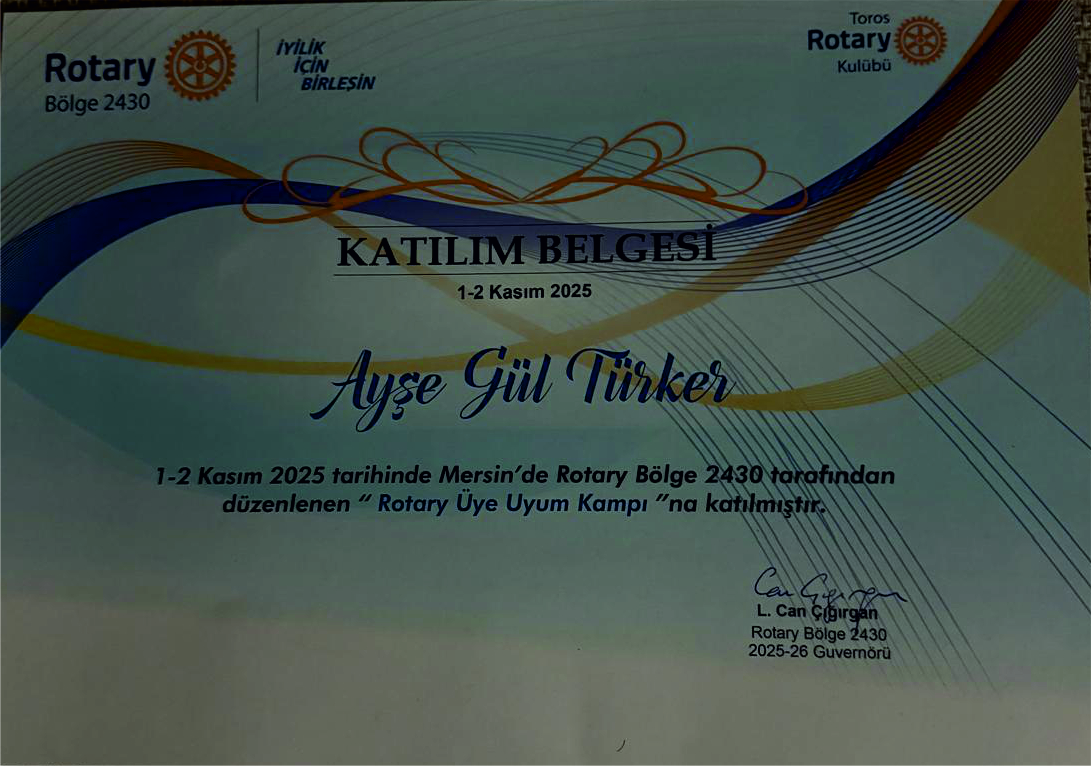 Rotary
Bölge 2430
İYİLİK
İÇİN
BİRLEŞİN
Toros
Rotary
Kulübü
KATILIM BELGESİ
1-2 Kasım 2025
Ayşe Gül Türker
1-2 Kasım 2025 tarihinde Mersin’de Rotary Bölge 2430 tarafından
düzenlenen “ Rotary Üye Uyum Kampı ”na katılmıştır.
Can Çığırgan
L. Can Çığırgan
Rotary Bölge 2430
2025-26 Guvernörü